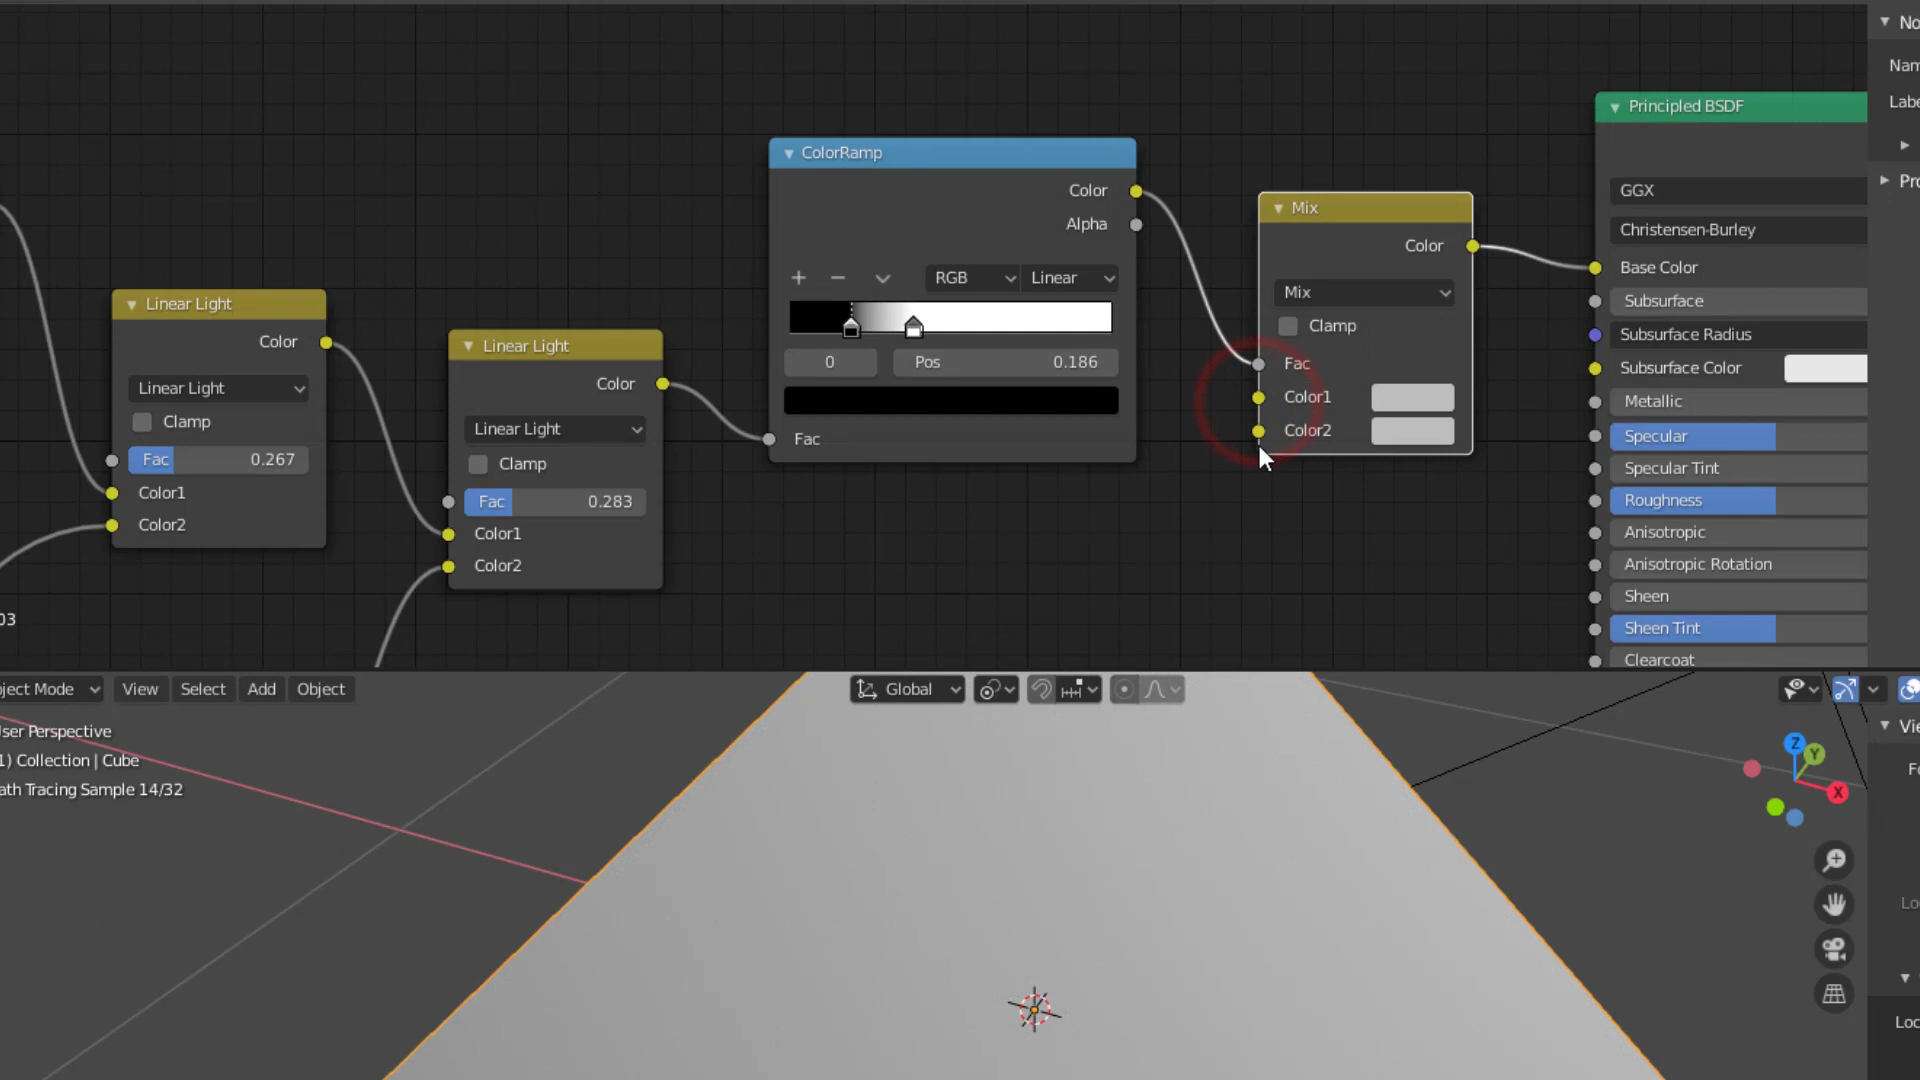 No
Nam
Labe
Pro
Principled BSDF
GGX
Christensen-Burley
Base Color
Subsurface
Subsurface Radius
Subsurface Color
Metallic
Specular
Specular Tint
Roughness
Anisotropic
Anisotropic Rotation
Sheen
Sheen Tint
Clearcoat
ColorRamp
Color
Alpha
RGB
Linear
0
Pos 0.186
Fac
Mix
Color
Mix
Clamp
Fac
Color1
Color2
Linear Light
Color
Linear Light
Clamp
Fac 0.267
Color1
Color2
Linear Light
Color
Linear Light
Clamp
Fac 0.283
Color1
Color2
03
ject Mode View Select Add Object
Global
ser Perspective
1) Collection | Cube
ath Tracing Sample 14/32
Z
Y
X
Vie
Fo
Lo
Loc